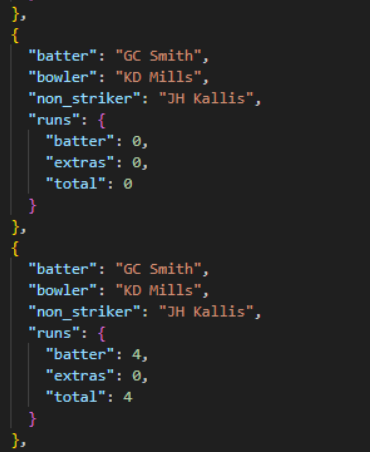 },
{
"batter": "GC Smith",
"bowler": "KD Mills",
"non_striker": "JH Kallis",
"runs": {
"batter": 0,
"extras": 0,
"total": 0
}
},
{
"batter": "GC Smith",
"bowler": "KD Mills",
"non_striker": "JH Kallis",
"runs": {
"batter": 4,
"extras": 0,
"total": 4
}
},